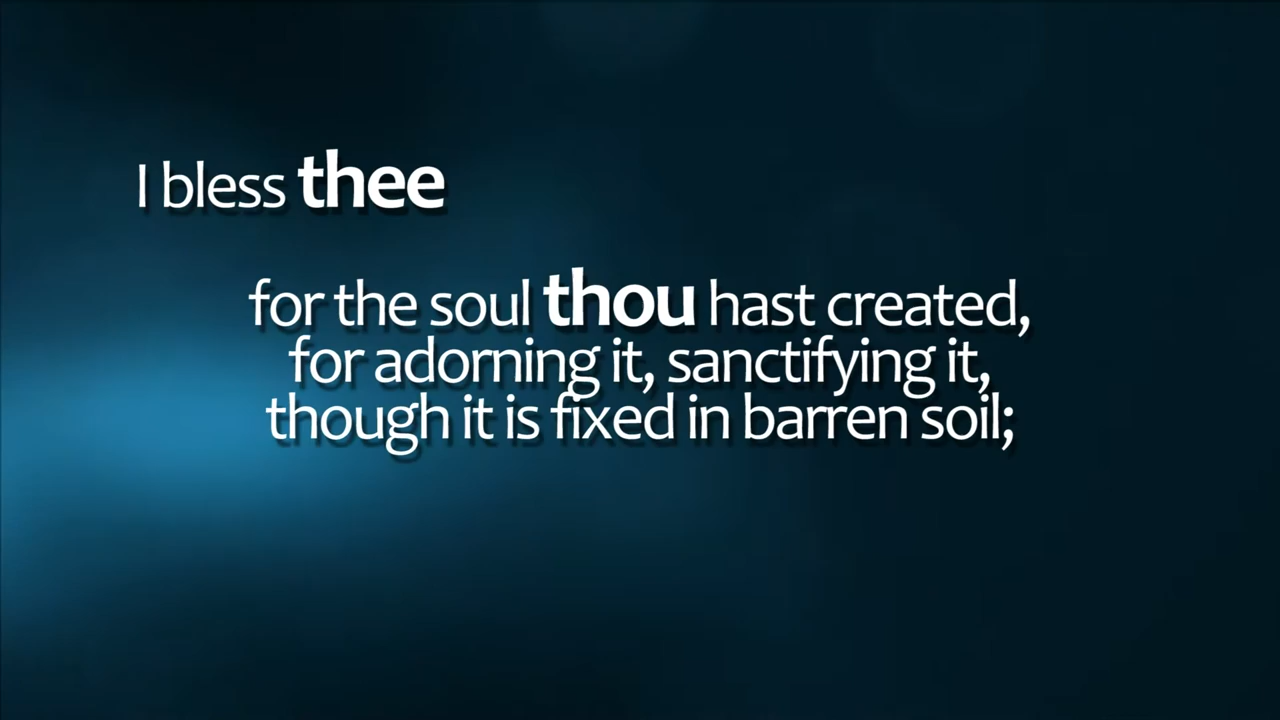 I bless thee
for the soul thou hast created,
for adorning it, sanctifying it,
though it is fixed in barren soil;